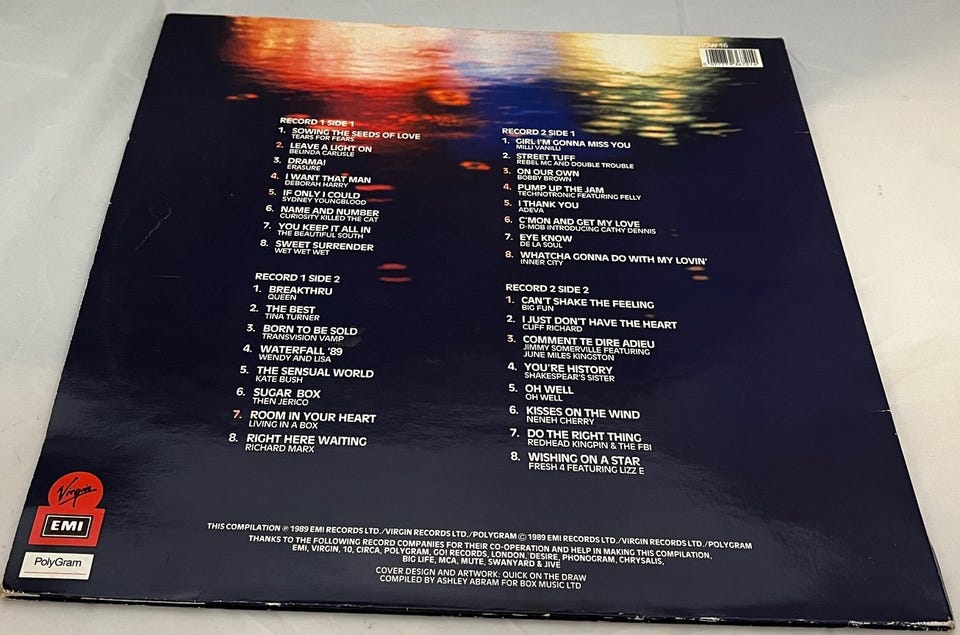 NOW 16
RECORD 1 SIDE 1
1. SOWING THE SEEDS OF LOVE
TEARS FOR FEARS
2. LEAVE A LIGHT ON
BELINDA CARLISLE
3. DRAMA!
ERASURE
4. I WANT THAT MAN
DEBORAH HARRY
5. IF ONLY I COULD
SYDNEY YOUNGBLOOD
6. NAME AND NUMBER
CURIOSITY KILLED THE CAT
7. YOU KEEP IT ALL IN
THE BEAUTIFUL SOUTH
8. SWEET SURRENDER
WET WET WET
RECORD 1 SIDE 2
1. BREAKTHRU
QUEEN
2. THE BEST
TINA TURNER
3. BORN TO BE SOLD
TRANSVISION VAMP
4. WATERFALL '89
WENDY AND LISA
5. THE SENSUAL WORLD
KATE BUSH
6. SUGAR BOX
THEN JERICO
7. ROOM IN YOUR HEART
LIVING IN A BOX
8. RIGHT HERE WAITING
RICHARD MARX
RECORD 2 SIDE 1
1. GIRL I'M GONNA MISS YOU
MILLI VANILLI
2. STREET TUFF
REBEL MC AND DOUBLE TROUBLE
3. ON OUR OWN
BOBBY BROWN
4. PUMP UP THE JAM
TECHNOTRONIC FEATURING FELLY
5. I THANK YOU
ADEVA
6. C'MON AND GET MY LOVE
D-MOB INTRODUCING CATHY DENNIS
7. EYE KNOW
DE LA SOUL
8. WHATCHA GONNA DO WITH MY LOVIN'
INNER CITY
RECORD 2 SIDE 2
1. CAN'T SHAKE THE FEELING
BIG FUN
2. I JUST DON'T HAVE THE HEART
CLIFF RICHARD
3. COMMENT TE DIRE ADIEU
JIMMY SOMERVILLE FEATURING
JUNE MILES KINGSTON
4. YOU'RE HISTORY
SHAKESPEAR'S SISTER
5. OH WELL
OH WELL
6. KISSES ON THE WIND
NENEH CHERRY
7. DO THE RIGHT THING
REDHEAD KINGPIN & THE FBI
8. WISHING ON A STAR
FRESH 4 FEATURING LIZZ E
Virgin
EMI
PolyGram
THIS COMPILATION ℗ 1989 EMI RECORDS LTD./VIRGIN RECORDS LTD./POLYGRAM © 1989 EMI RECORDS LTD./VIRGIN RECORDS LTD./POLYGRAM
THANKS TO THE FOLLOWING RECORD COMPANIES FOR THEIR CO-OPERATION AND HELP IN MAKING THIS COMPILATION,
EMI, VIRGIN, 10, CIRCA, POLYGRAM, GO! RECORDS, LONDON, DESIRE, PHONOGRAM, CHRYSALIS,
BIG LIFE, MCA, MUTE, SWANYARD & JIVE
COVER DESIGN AND ARTWORK: QUICK ON THE DRAW
COMPILED BY ASHLEY ABRAM FOR BOX MUSIC LTD